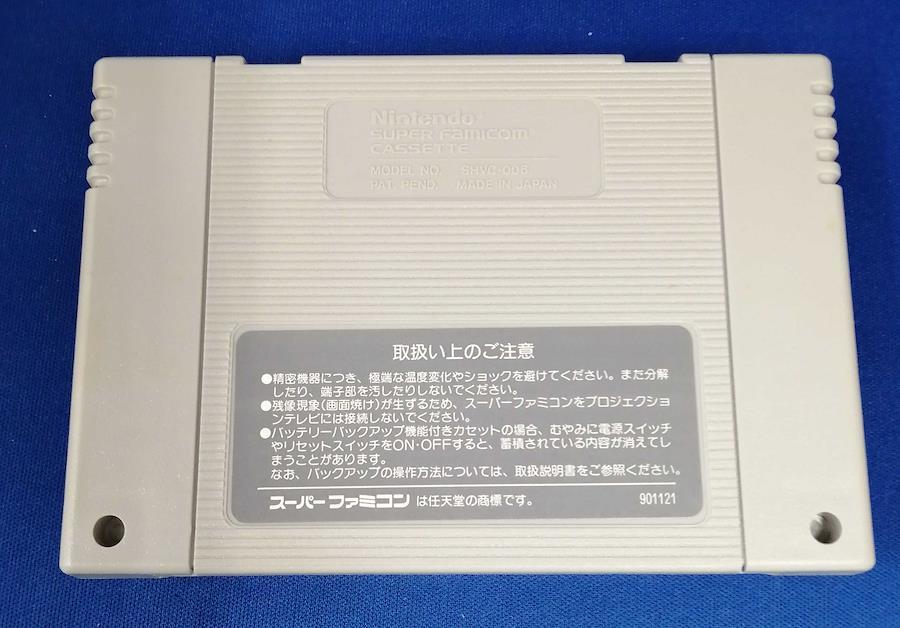 Nintendo®
SUPER FAMICOM®
CASSETTE
MODEL NO. SHVC-006
PAT. PEND. MADE IN JAPAN
取扱い上のご注意
●精密機器につき、極端な温度変化やショックを避けてください。また分解
したり、端子部を汚したりしないでください。
●残像現象(画面焼け)が生ずるため、スーパーファミコンをプロジェクショ
ンテレビには接続しないでください。
●バッテリーバックアップ機能付きカセットの場合、むやみに電源スイッチ
やリセットスイッチをON·OFFすると、蓄積されている内容が消えてし
まうことがあります。
なお、バックアップの操作方法については、取扱説明書をご参照ください。
スーパーファミコン は任天堂の商標です。 901121